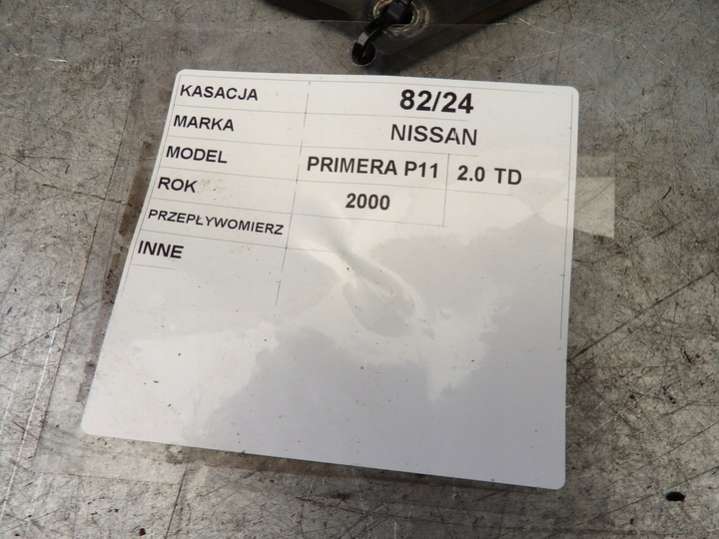 KASACJA 82/24
MARKA NISSAN
MODEL PRIMERA P11 2.0 TD
ROK 2000
PRZEPŁYWOMIERZ
INNE